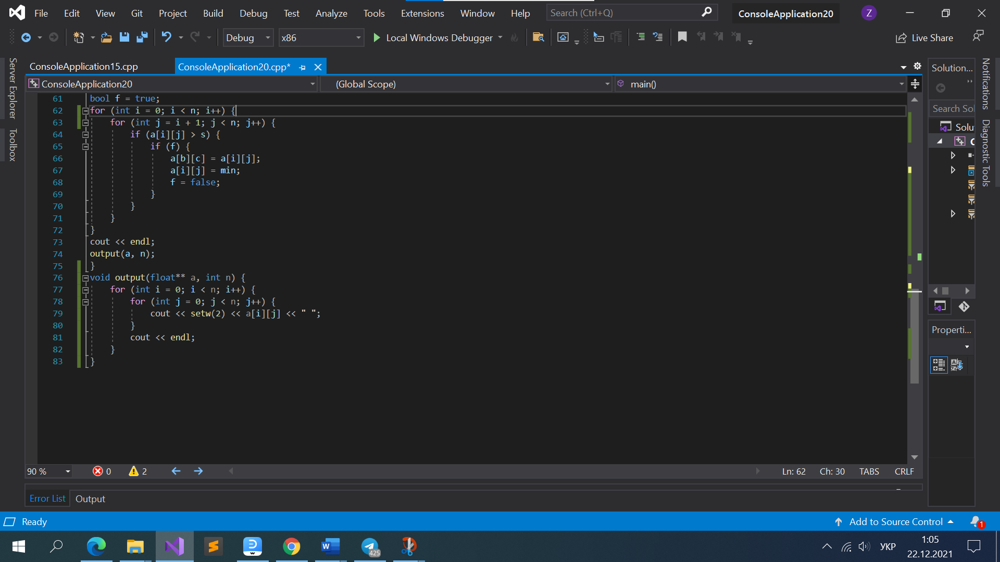 File Edit View Git Project Build Debug Test Analyze Tools Extensions Window Help Search (Ctrl+Q) ConsoleApplication20 Z
Debug x86 Local Windows Debugger Live Share
Server Explorer
Toolbox
ConsoleApplication15.cpp ConsoleApplication20.cpp*
ConsoleApplication20 (Global Scope) main()
61 bool f = true;
62 for (int i = 0; i < n; i++) {
63 for (int j = i + 1; j < n; j++) {
64 if (a[i][j] > s) {
65 if (f) {
66 a[b][c] = a[i][j];
67 a[i][j] = min;
68 f = false;
69 }
70 }
71 }
72 }
73 cout << endl;
74 output(a, n);
75 }
76 void output(float** a, int n) {
77 for (int i = 0; i < n; i++) {
78 for (int j = 0; j < n; j++) {
79 cout << setw(2) << a[i][j] << " ";
80 }
81 cout << endl;
82 }
83 }
90 % 0 2 Ln: 62 Ch: 30 TABS CRLF
Error List Output
Solution...
Search Sol
Solu
Properti...
Notifications
Diagnostic Tools
Ready Add to Source Control 1
425 УКР 1:05
22.12.2021